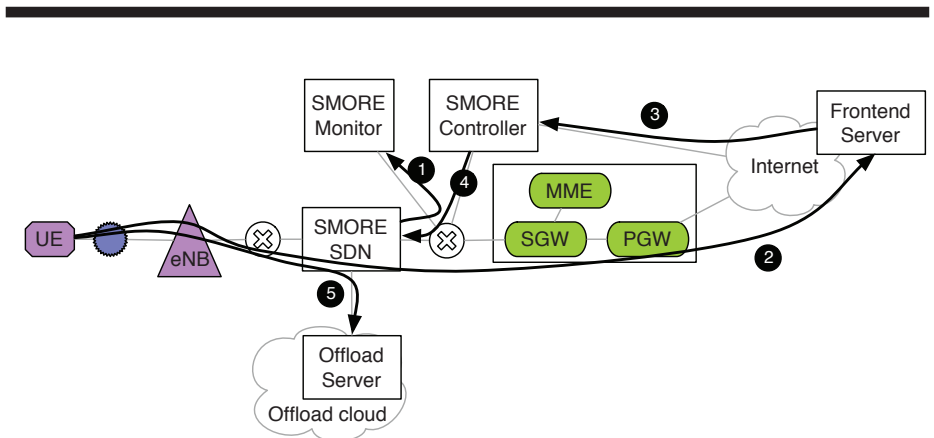 SMORE
Monitor
SMORE
Controller
3
Frontend
Server
Internet
1
4
MME
UE
eNB
SMORE
SDN
SGW
PGW
2
5
Offload
Server
Offload cloud